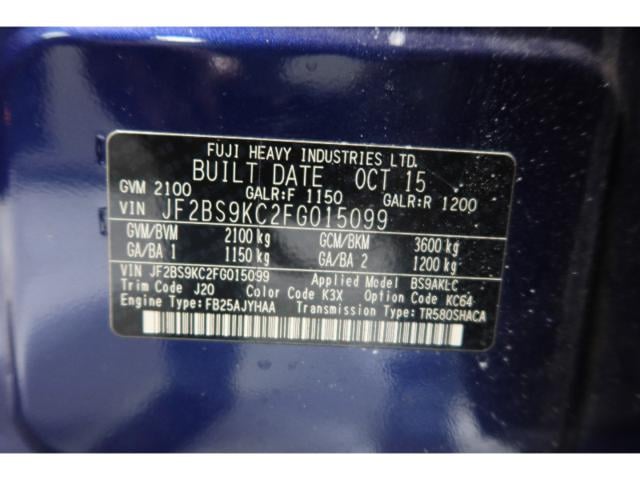 FUJI HEAVY INDUSTRIES LTD.
BUILT DATE OCT 15
GVM 2100 GALR:F 1150 GALR:R 1200
VIN JF2BS9KC2FG015099
GVM/BVM 2100 kg GCM/BKM 3600 kg
GA/BA 1 1150 kg GA/BA 2 1200 kg
VIN JF2BS9KC2FG015099 Applied Model BS9AKLC
Trim Code J20 Color Code K3X Option Code KC64
Engine Type:FB25AJYHAA Transmission Type:TR580SHACA